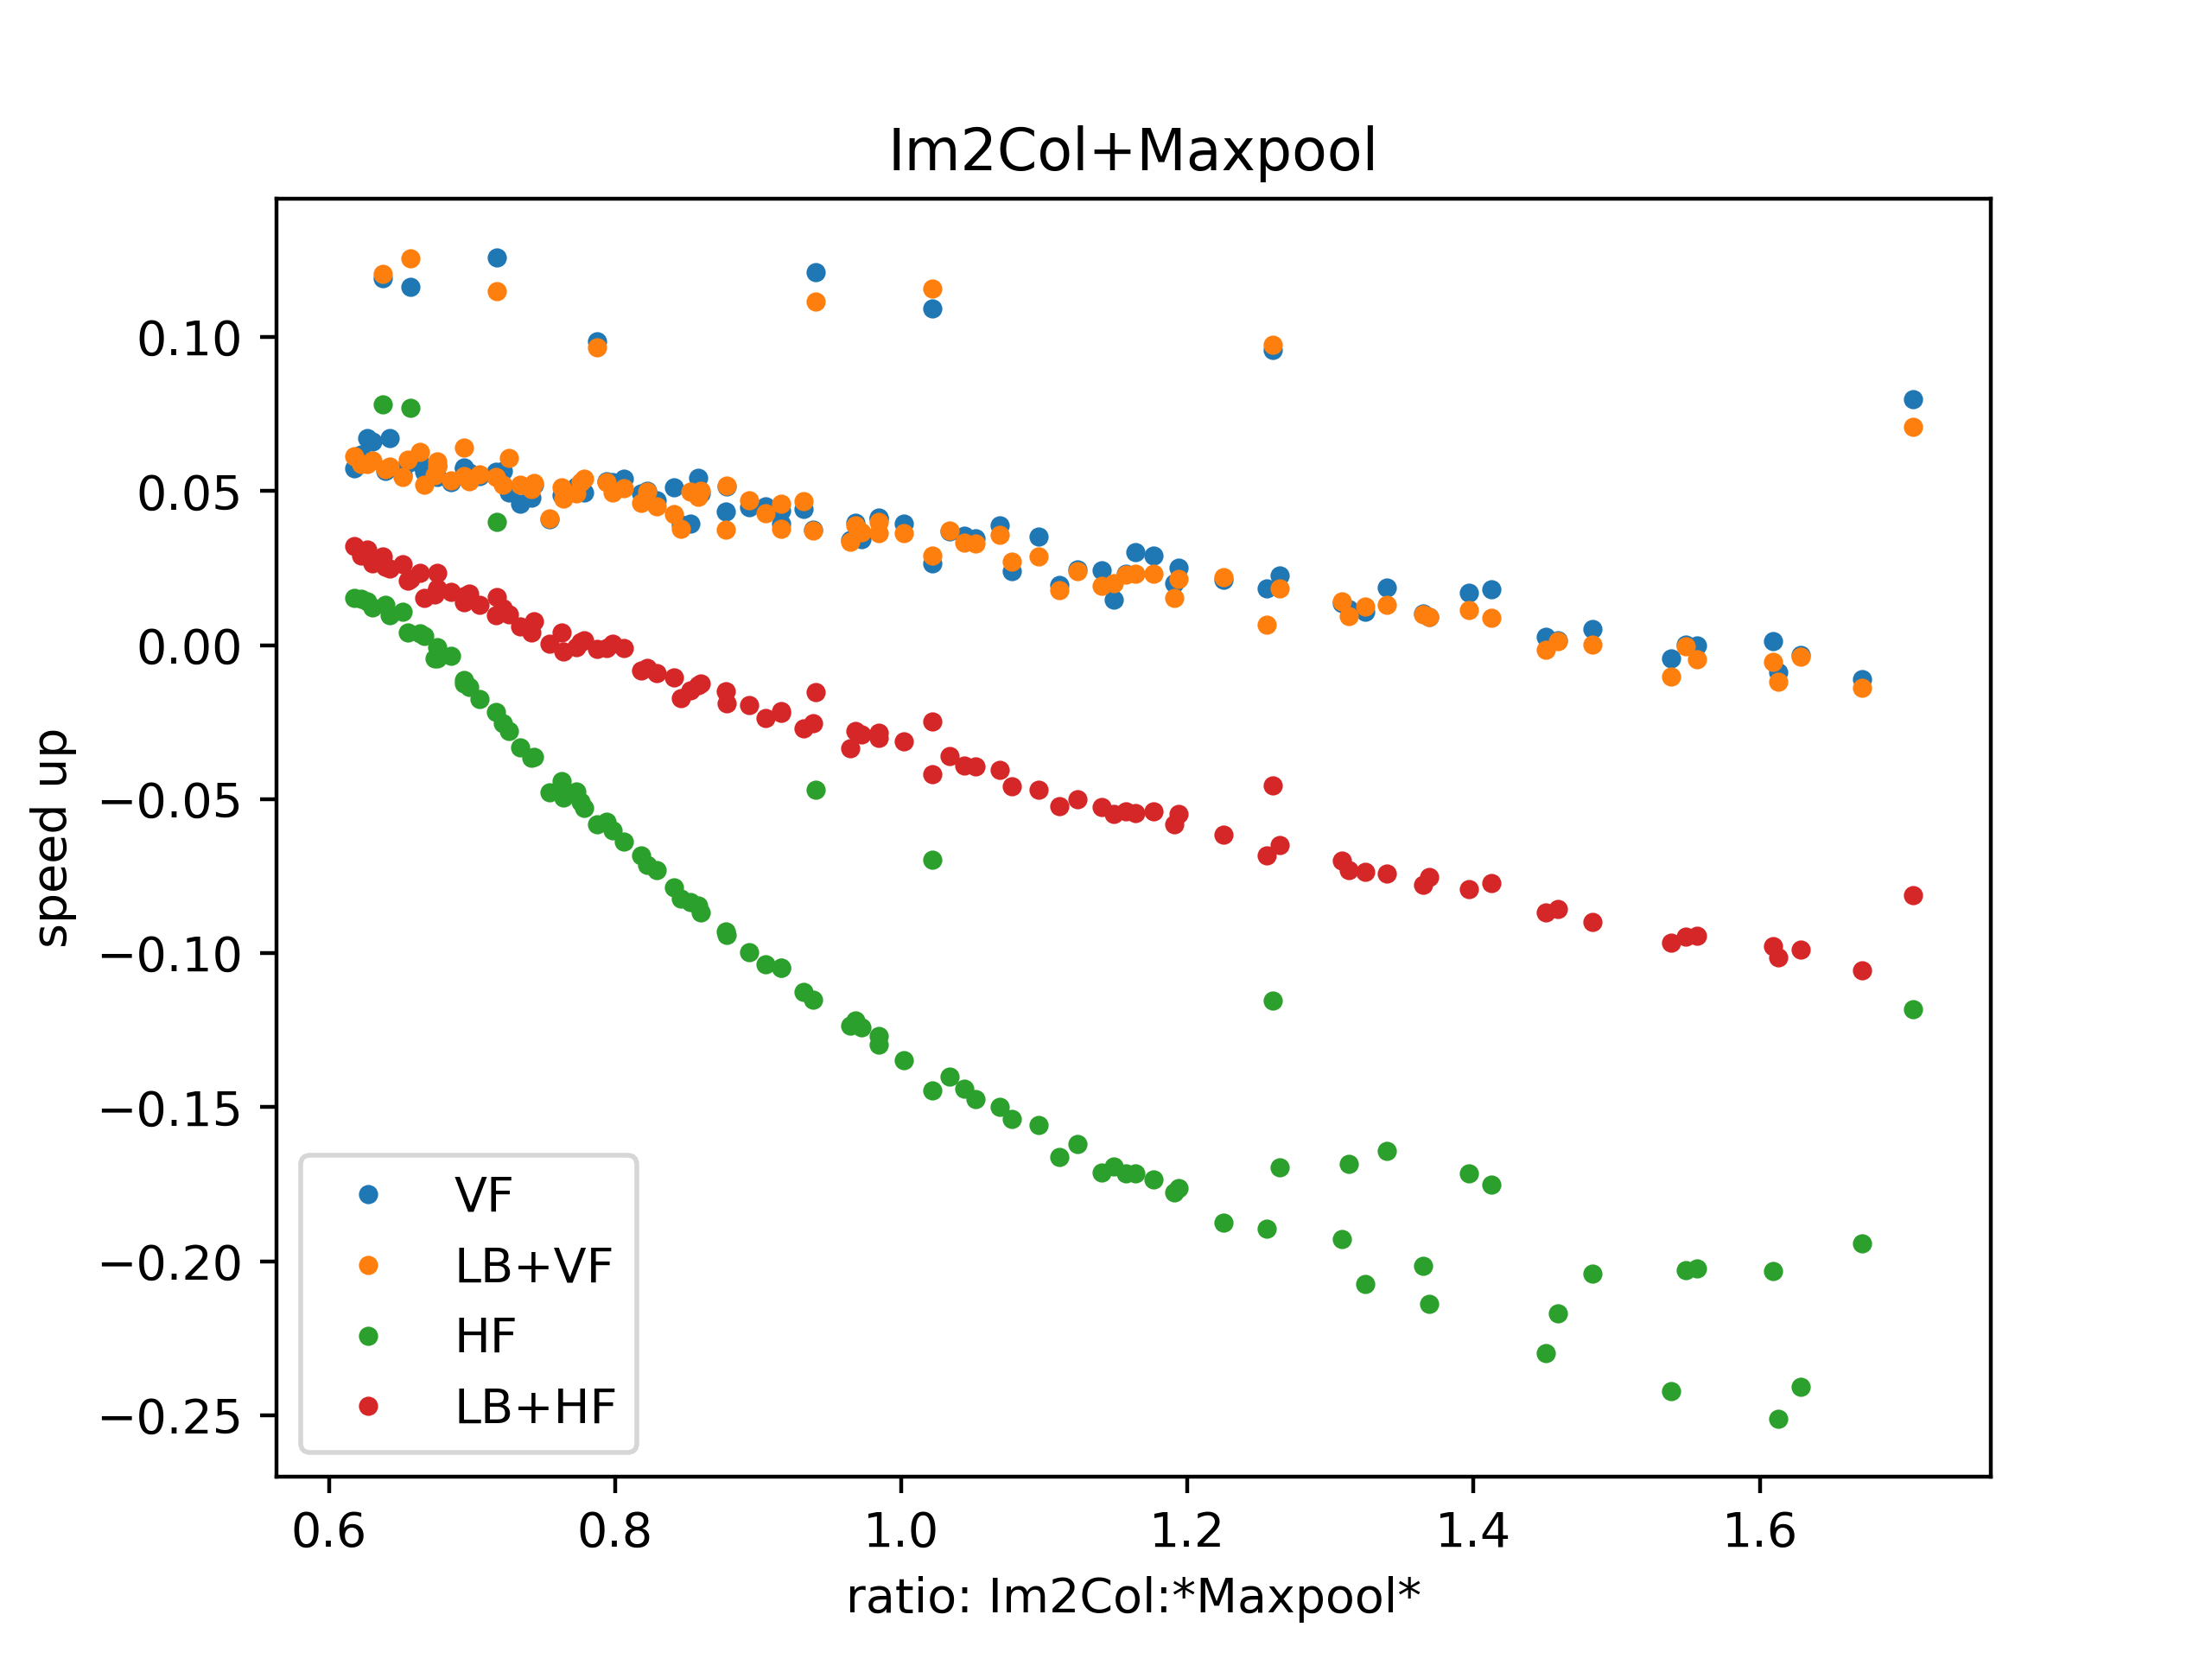 Im2Col+Maxpool
speed up
0.10
0.05
0.00
−0.05
−0.10
−0.15
−0.20
−0.25
VF
LB+VF
HF
LB+HF
0.6 0.8 1.0 1.2 1.4 1.6
ratio: Im2Col:*Maxpool*